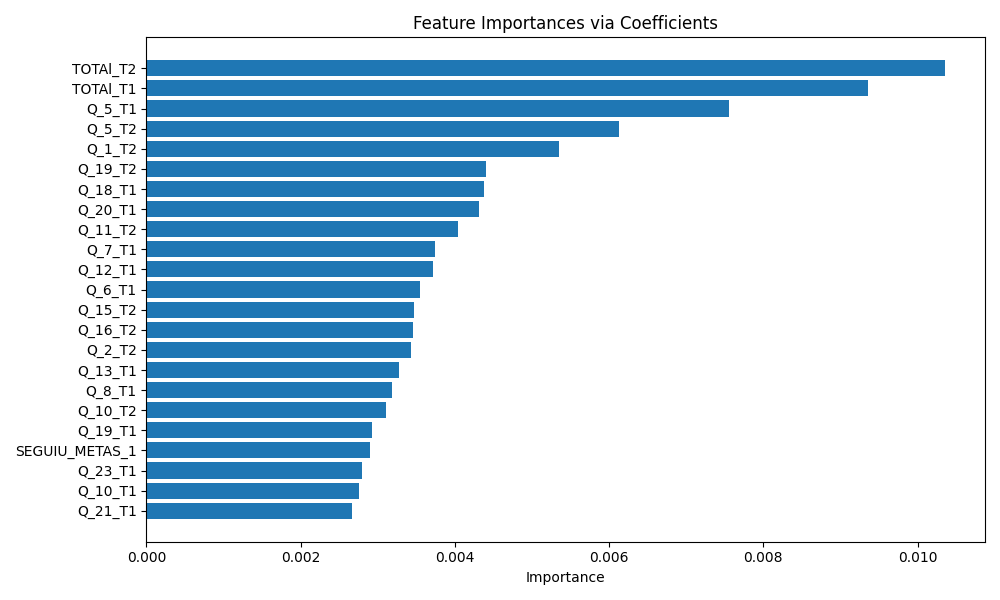 Feature Importances via Coefficients
TOTAl_T2
TOTAl_T1
Q_5_T1
Q_5_T2
Q_1_T2
Q_19_T2
Q_18_T1
Q_20_T1
Q_11_T2
Q_7_T1
Q_12_T1
Q_6_T1
Q_15_T2
Q_16_T2
Q_2_T2
Q_13_T1
Q_8_T1
Q_10_T2
Q_19_T1
SEGUIU_METAS_1
Q_23_T1
Q_10_T1
Q_21_T1
0.000 0.002 0.004 0.006 0.008 0.010
Importance